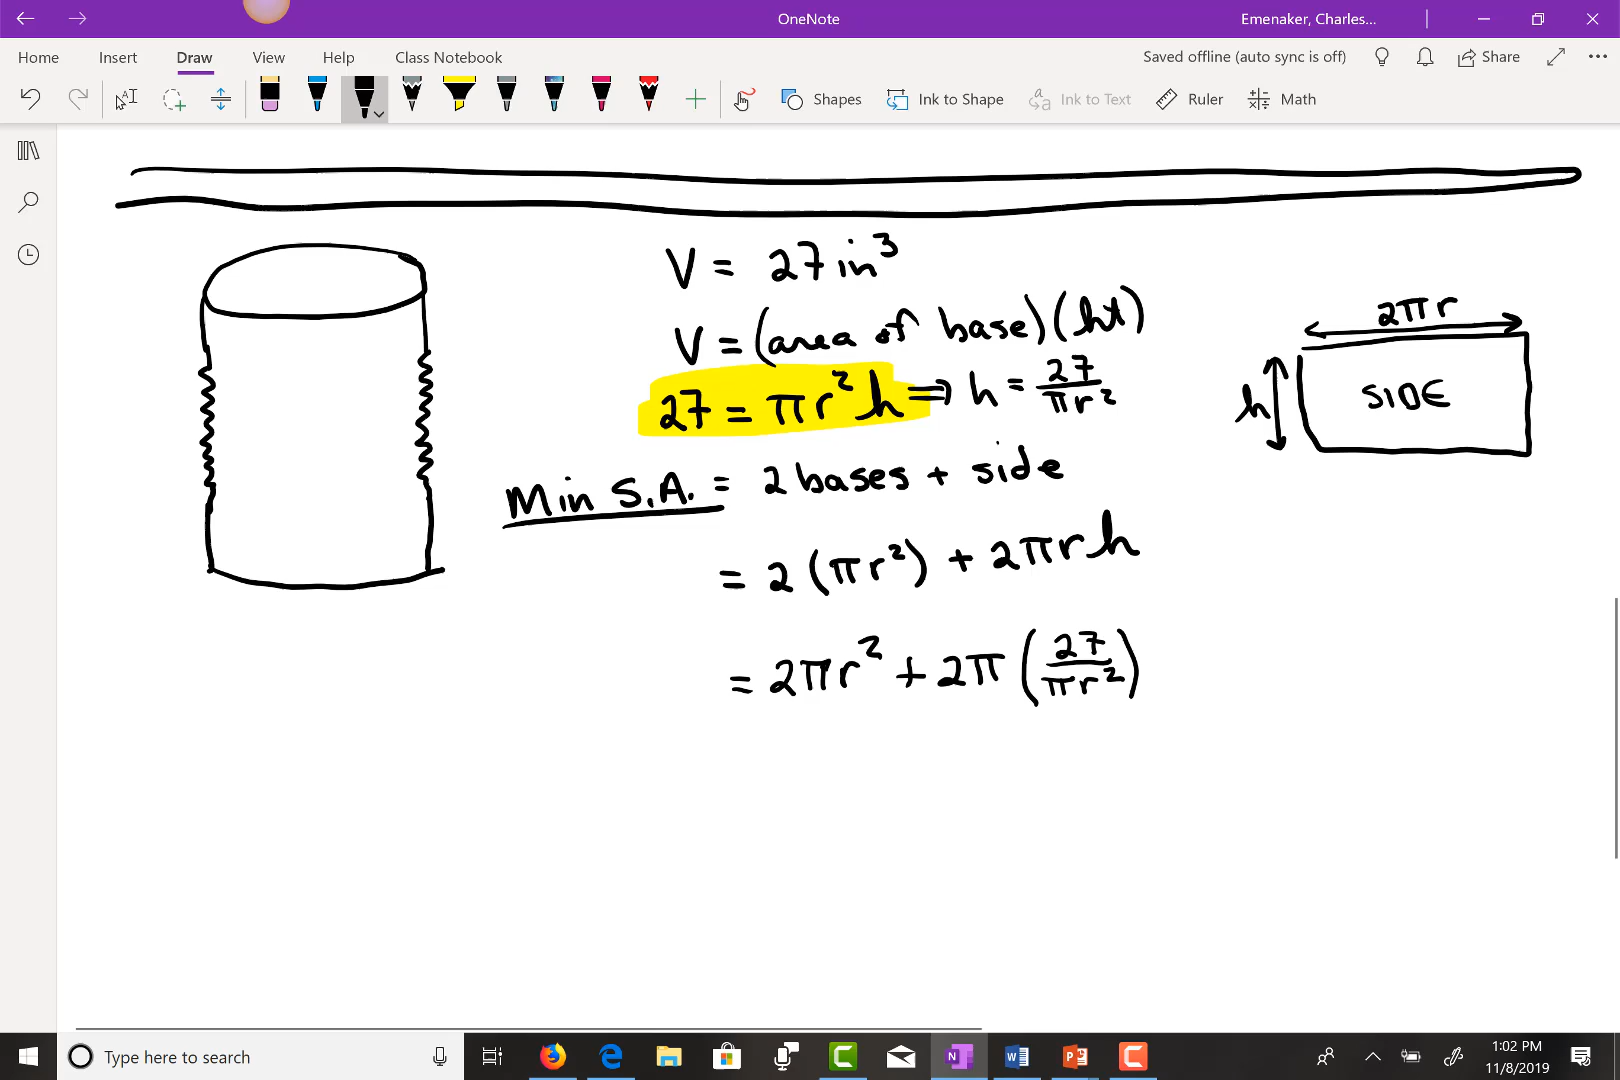 OneNote
Emenaker, Charles...
Home Insert Draw View Help Class Notebook
Saved offline (auto sync is off) Share
Shapes Ink to Shape Ink to Text Ruler Math
V = 27 in³
V = (area of base)(ht)
27 = πr²h ⟹ h = 27/πr²
Min S.A. = 2 bases + side
= 2(πr²) + 2πrh
= 2πr² + 2π(27/πr²)
2πr
h
SIDE
Type here to search
1:02 PM
11/8/2019